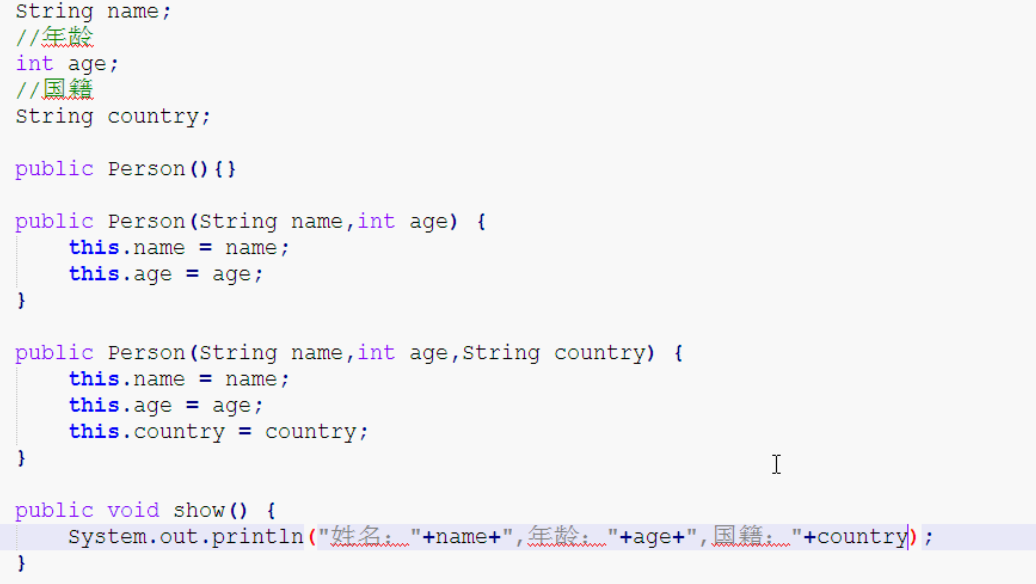 String name;
//年龄
int age;
//国籍
String country;
public Person(){}
public Person(String name,int age) {
this.name = name;
this.age = age;
}
public Person(String name,int age,String country) {
this.name = name;
this.age = age;
this.country = country;
}
public void show() {
System.out.println("姓名："+name+",年龄："+age+",国籍："+country);
}